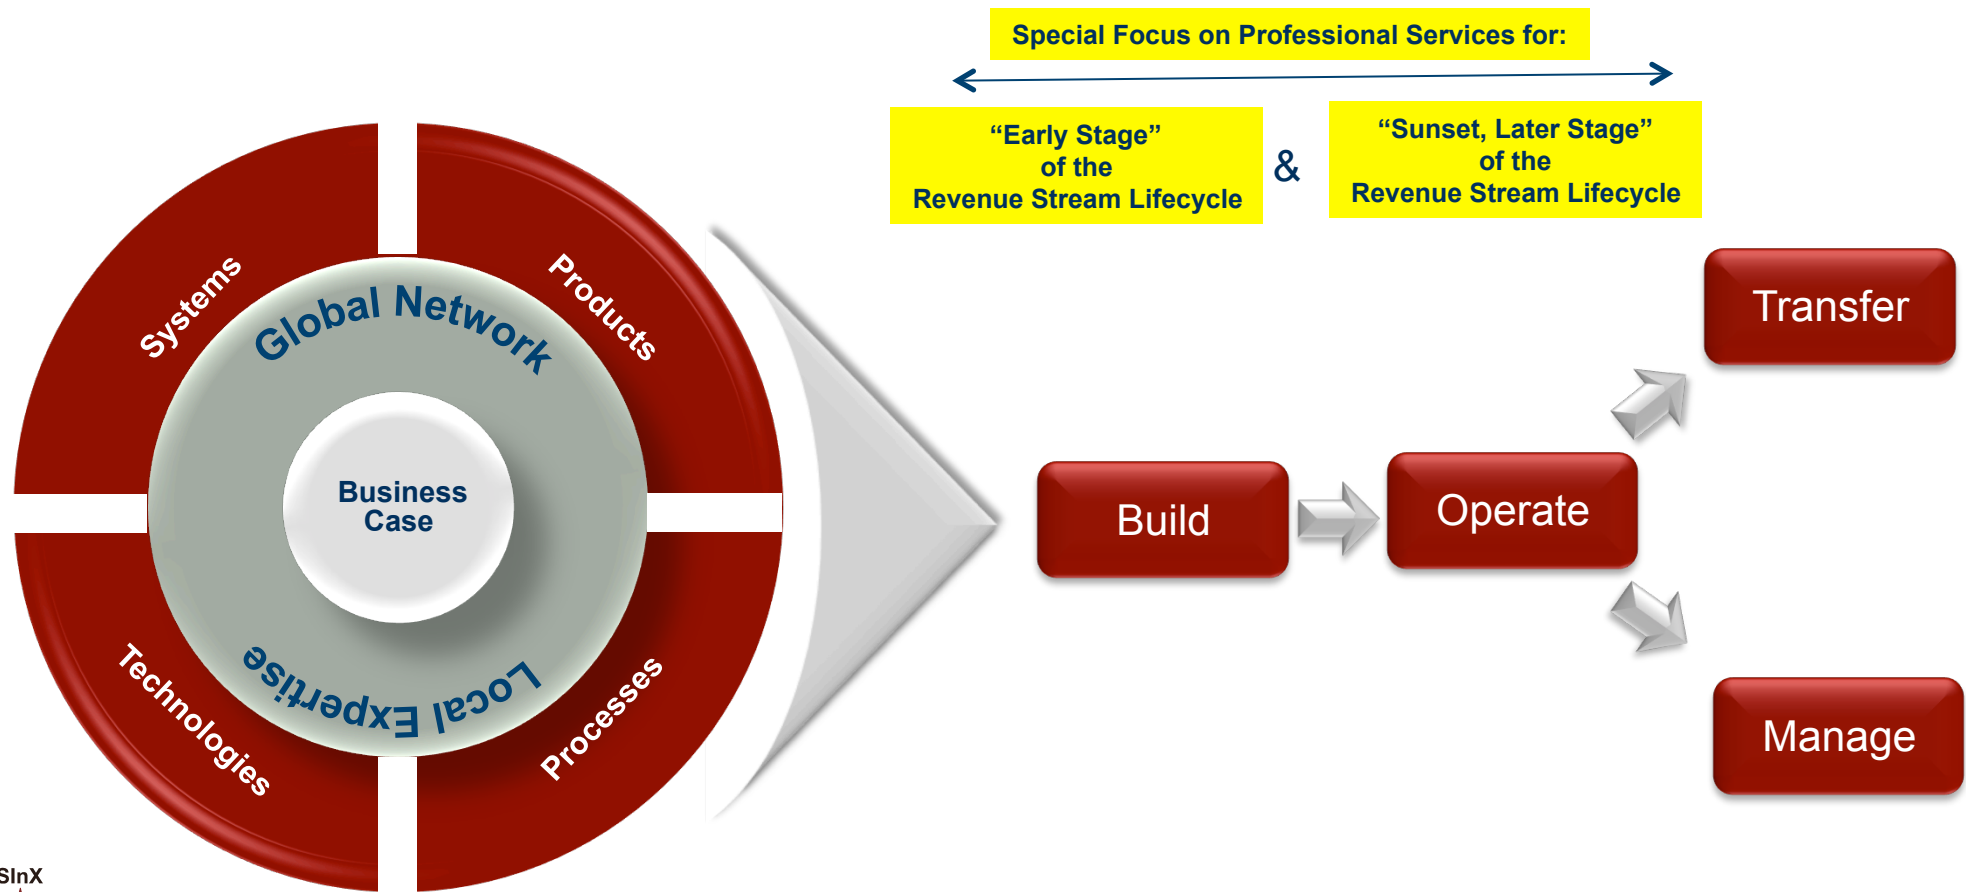 Special Focus on Professional Services for:
“Early Stage”
of the
Revenue Stream Lifecycle
&
“Sunset, Later Stage”
of the
Revenue Stream Lifecycle
Systems
Products
Global Network
Business
Case
Local Expertise
Technologies
Processes
Build
Operate
Transfer
Manage
SInX